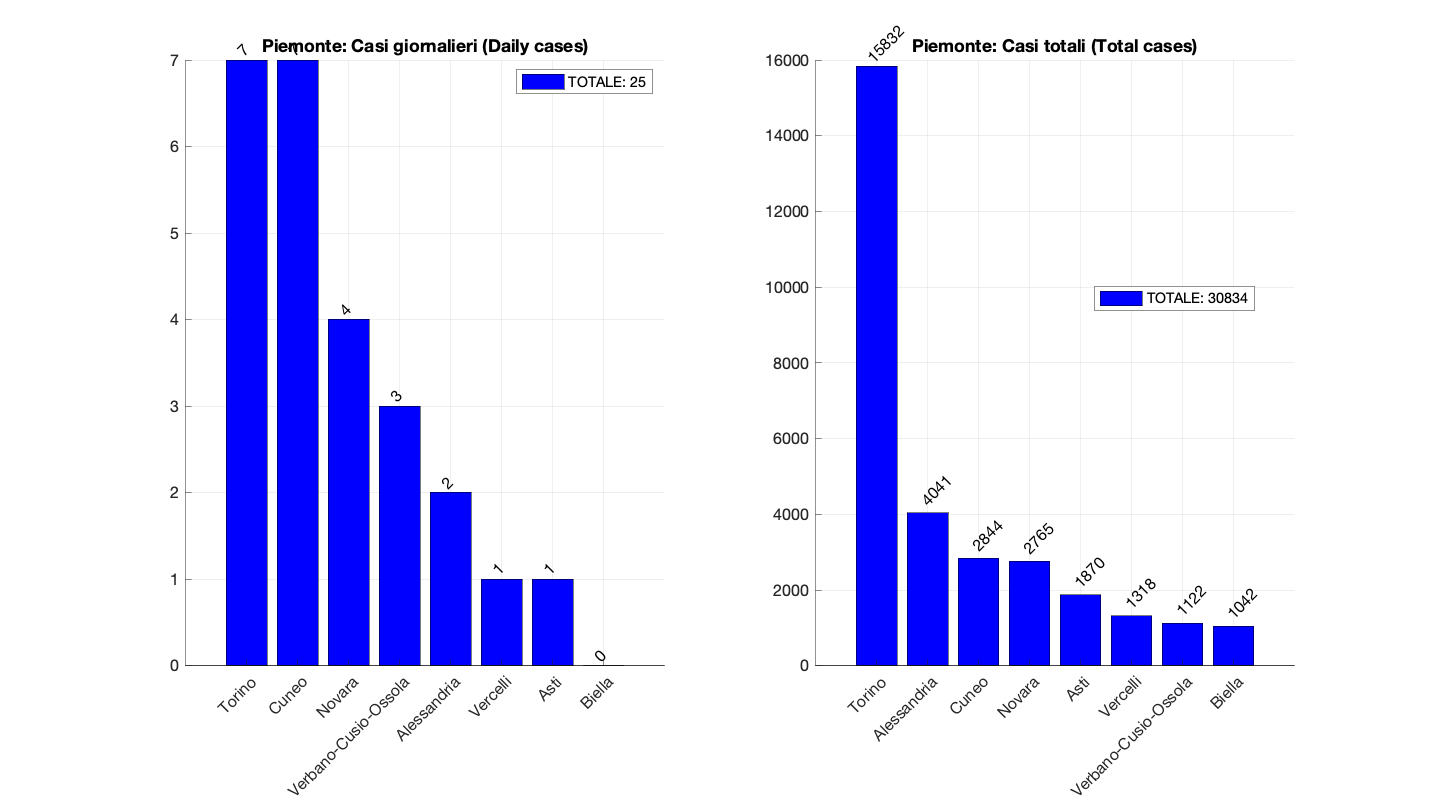 Piemonte: Casi giornalieri (Daily cases)
TOTALE: 25
7
6
5
4
3
2
1
0
7
7
4
3
2
1
1
0
Torino
Cuneo
Novara
Verbano-Cusio-Ossola
Alessandria
Vercelli
Asti
Biella
Piemonte: Casi totali (Total cases)
TOTALE: 30834
16000
14000
12000
10000
8000
6000
4000
2000
0
15832
4041
2844
2765
1870
1318
1122
1042
Torino
Alessandria
Cuneo
Novara
Asti
Vercelli
Verbano-Cusio-Ossola
Biella